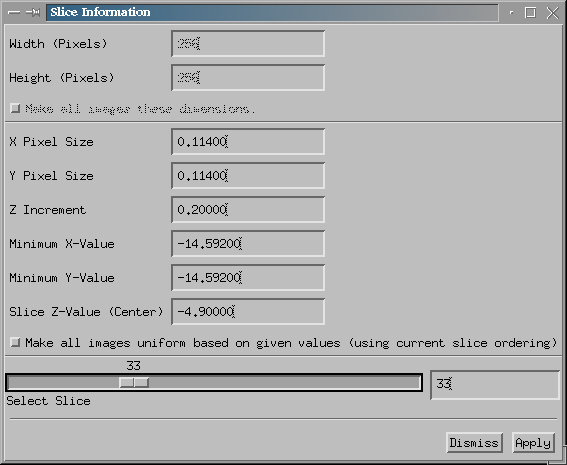 Slice Information
Width (Pixels) 256
Height (Pixels) 256
Make all images these dimensions.
X Pixel Size 0.11400
Y Pixel Size 0.11400
Z Increment 0.20000
Minimum X-Value -14.59200
Minimum Y-Value -14.59200
Slice Z-Value (Center) -4.90000
Make all images uniform based on given values (using current slice ordering)
33
33
Select Slice
Dismiss Apply